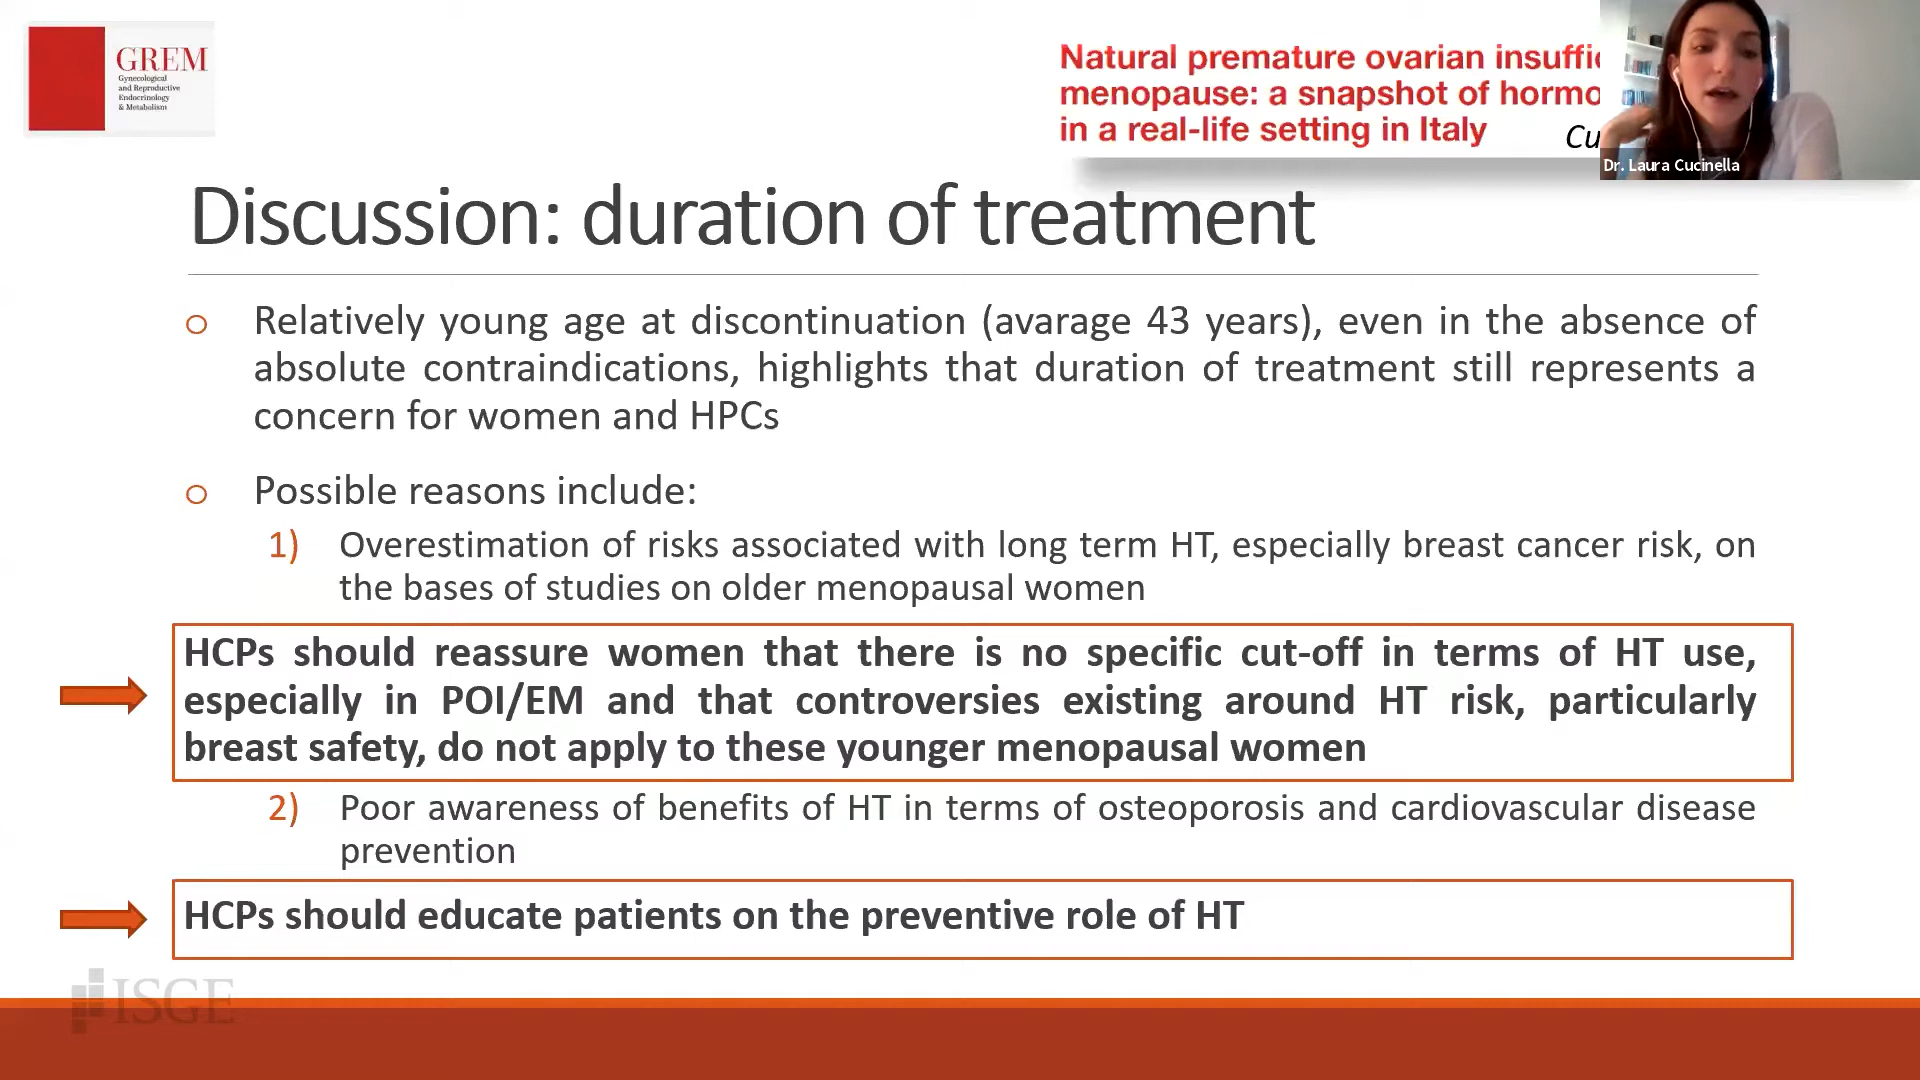 GREM
Gynecological
and Reproductive
Endocrinology
& Metabolism
Natural premature ovarian
menopause: a snapshot of
in a real-life setting in Italy
Dr. Laura Cucinella
Discussion: duration of treatment
Relatively young age at discontinuation (avarage 43 years), even in the absence of
absolute contraindications, highlights that duration of treatment still represents a
concern for women and HPCs
Possible reasons include:
1) Overestimation of risks associated with long term HT, especially breast cancer risk, on
the bases of studies on older menopausal women
HCPs should reassure women that there is no specific cut-off in terms of HT use,
especially in POI/EM and that controversies existing around HT risk, particularly
breast safety, do not apply to these younger menopausal women
2) Poor awareness of benefits of HT in terms of osteoporosis and cardiovascular disease
prevention
HCPs should educate patients on the preventive role of HT
ISGE